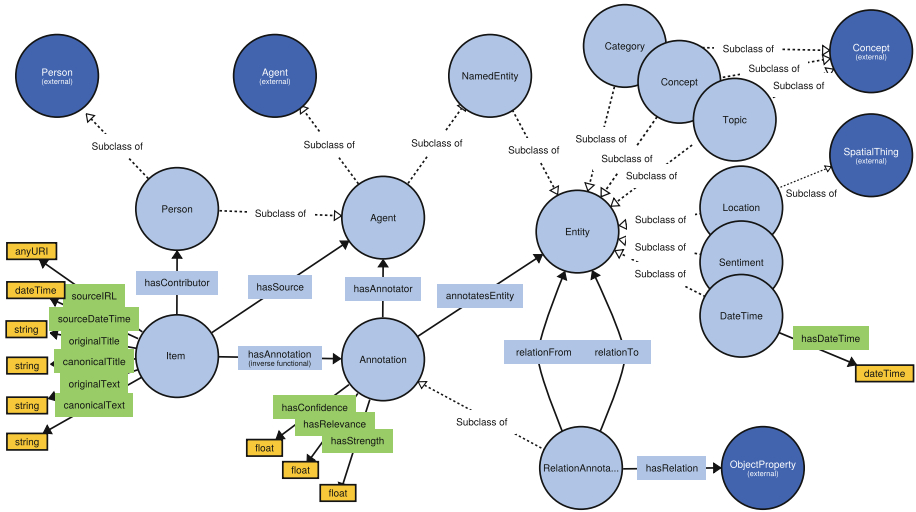 Person
(external)
Agent
(external)
NamedEntity
Category
Subclass of
Concept
(external)
Concept
Subclass of
Subclass of
Topic
Subclass of
Subclass of
Subclass of
Subclass of
Subclass of
Subclass of
Subclass of
SpatialThing
(external)
Subclass of
Person
Subclass of
Agent
Entity
Subclass of
Location
Subclass of
Sentiment
Subclass of
DateTime
anyURI
dateTime
string
string
string
string
sourceIRL
sourceDateTime
originalTitle
canonicalTitle
originalText
canonicalText
hasContributor
hasSource
hasAnnotator
annotatesEntity
Item
hasAnnotation
(inverse functional)
Annotation
relationFrom
relationTo
hasDateTime
dateTime
hasConfidence
hasRelevance
hasStrength
float
float
float
Subclass of
RelationAnnota...
hasRelation
ObjectProperty
(external)